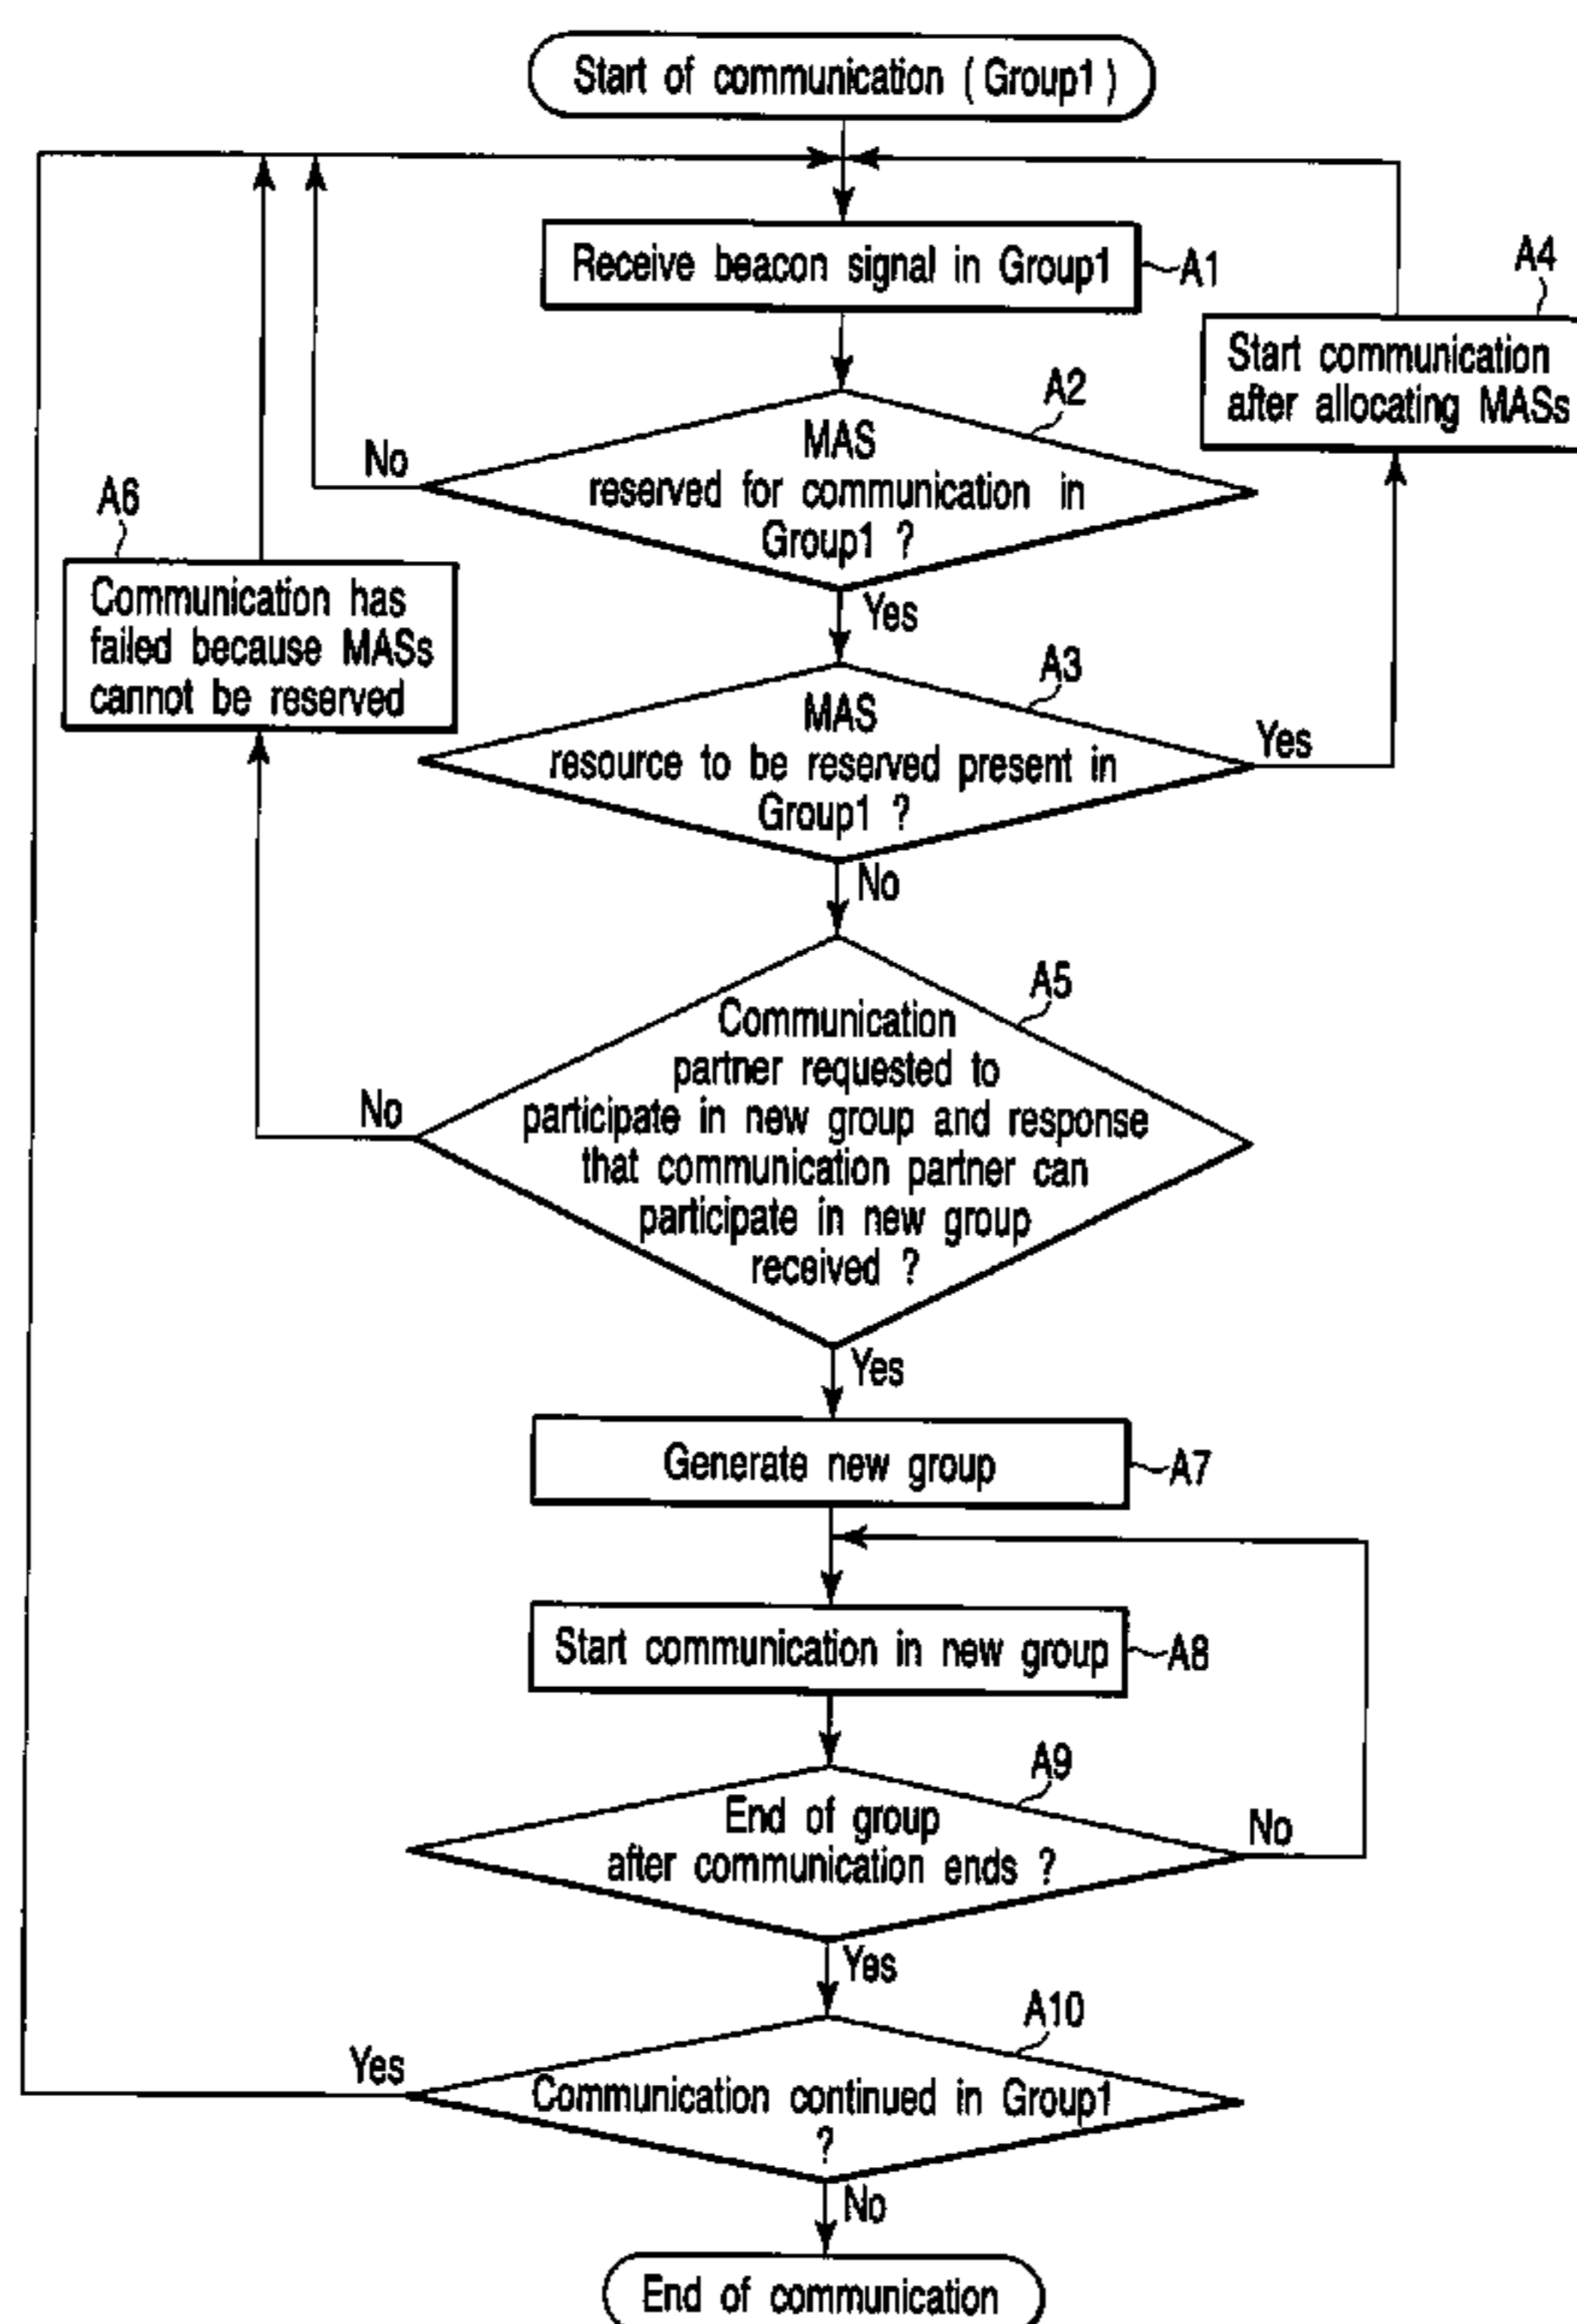 Start of communication ( Group1 )
Receive beacon signal in Group1
A1
A4
Start communication
after allocating MASs
A2
MAS
reserved for communication in
Group1 ?
No
Yes
A6
Communication has
failed because MASs
cannot be reserved
A3
MAS
resource to be reserved present in
Group1 ?
Yes
No
A5
Communication
partner requested to
participate in new group and response
that communication partner can
participate in new group
received ?
No
Yes
Generate new group
A7
Start communication in new group
A8
A9
End of group
after communication ends ?
No
Yes
A10
Communication continued in Group1
?
Yes
No
End of communication